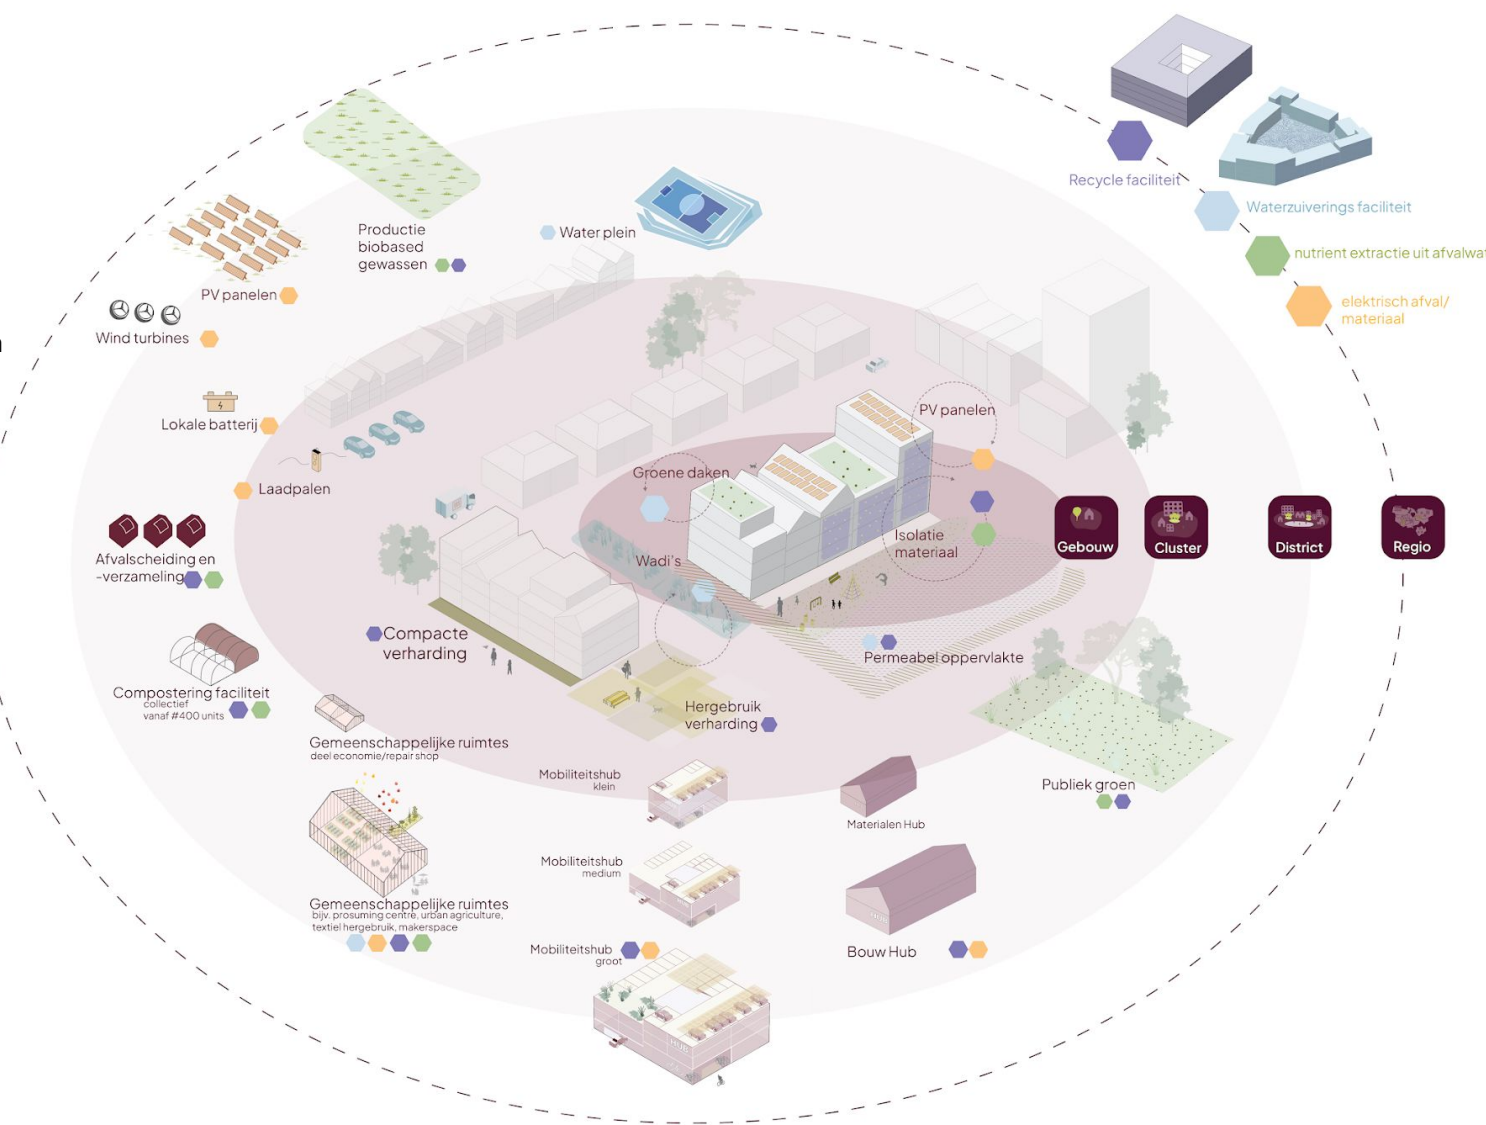 Recycle faciliteit
Waterzuiverings faciliteit
nutrient extractie uit afvalwat
elektrisch afval/
materiaal
Productie
biobased
gewassen
Water plein
PV panelen
Wind turbines
Lokale batterij
Laadpalen
PV panelen
Groene daken
Isolatie
materiaal
Wadi's
Gebouw
Cluster
District
Regio
Afvalscheiding en
-verzameling
Compacte
verharding
Permeabel oppervlakte
Compostering faciliteit
collectief
vanaf #400 units
Hergebruik
verharding
Gemeenschappelijke ruimtes
deel economie/repair shop
Mobiliteitshub
klein
Materialen Hub
Publiek groen
Mobiliteitshub
medium
Gemeenschappelijke ruimtes
bijv. prosuming centre, urban agriculture,
textiel hergebruik, makerspace
HUB
Mobiliteitshub
groot
Bouw Hub
HUB